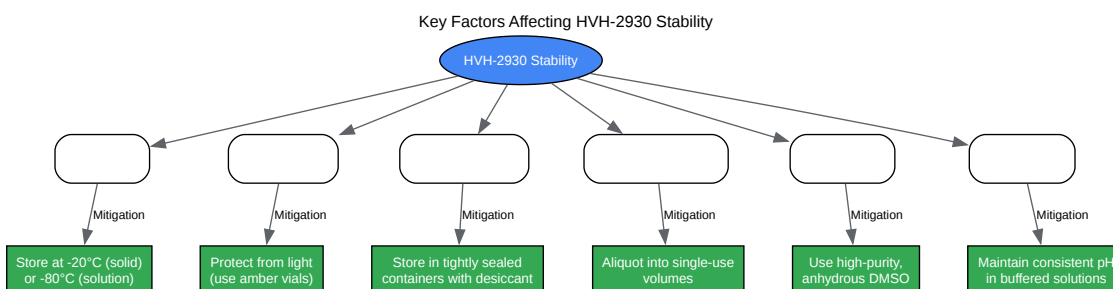 Key Factors Affecting HVH-2930 Stability
HVH-2930 Stability
Mitigation
Mitigation
Mitigation
Mitigation
Mitigation
Mitigation
Store at -20°C (solid)
or -80°C (solution)
Protect from light
(use amber vials)
Store in tightly sealed
containers with desiccant
Aliquot into single-use
volumes
Use high-purity,
anhydrous DMSO
Maintain consistent pH
in buffered solutions